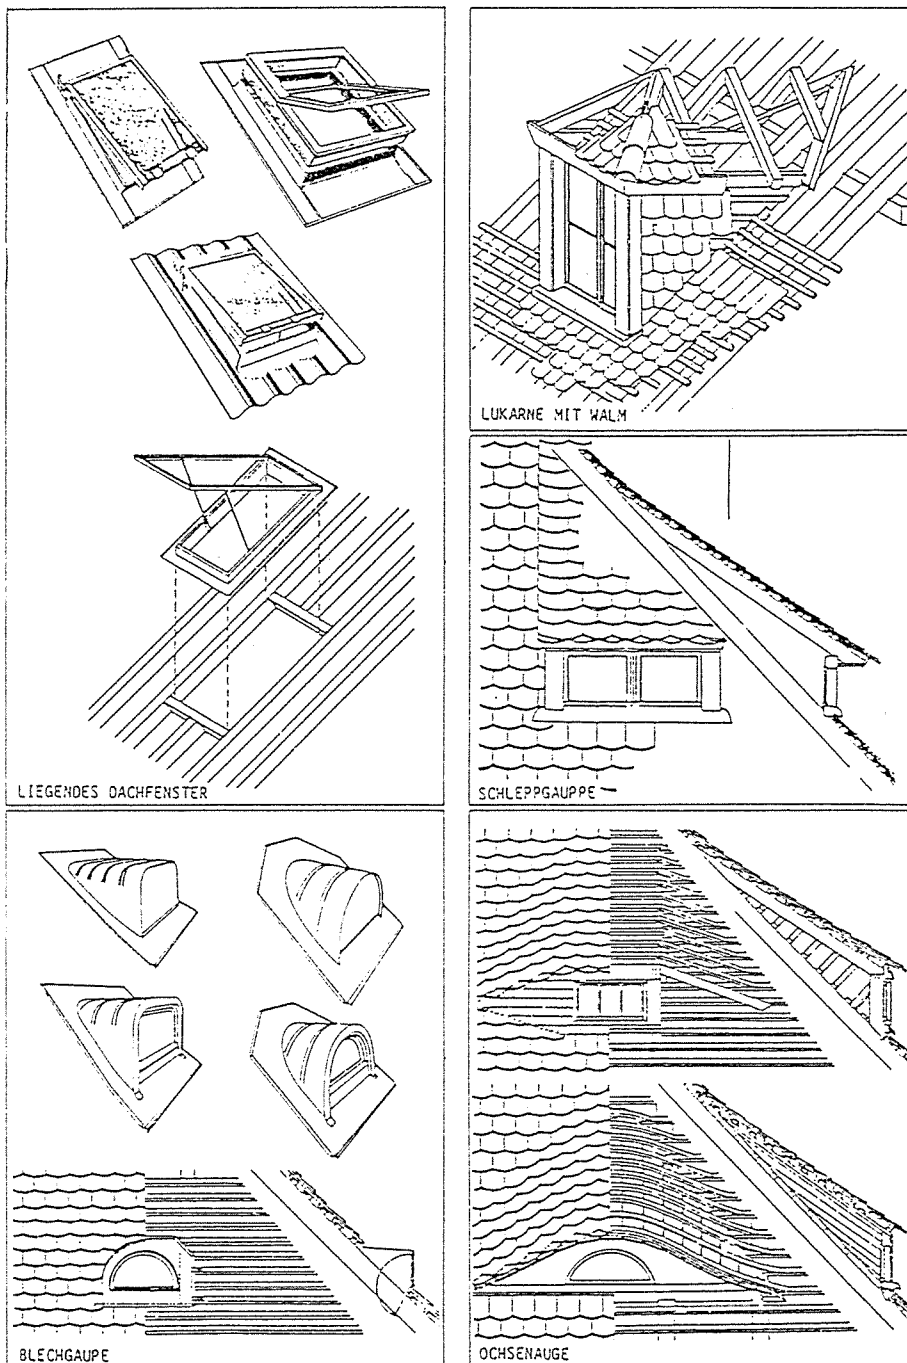 LUKARNE MIT WALM
LIEGENDES DACHFENSTER
SCHLEPPGAUPPE
BLECHGAUPE
OCHSENAUGE